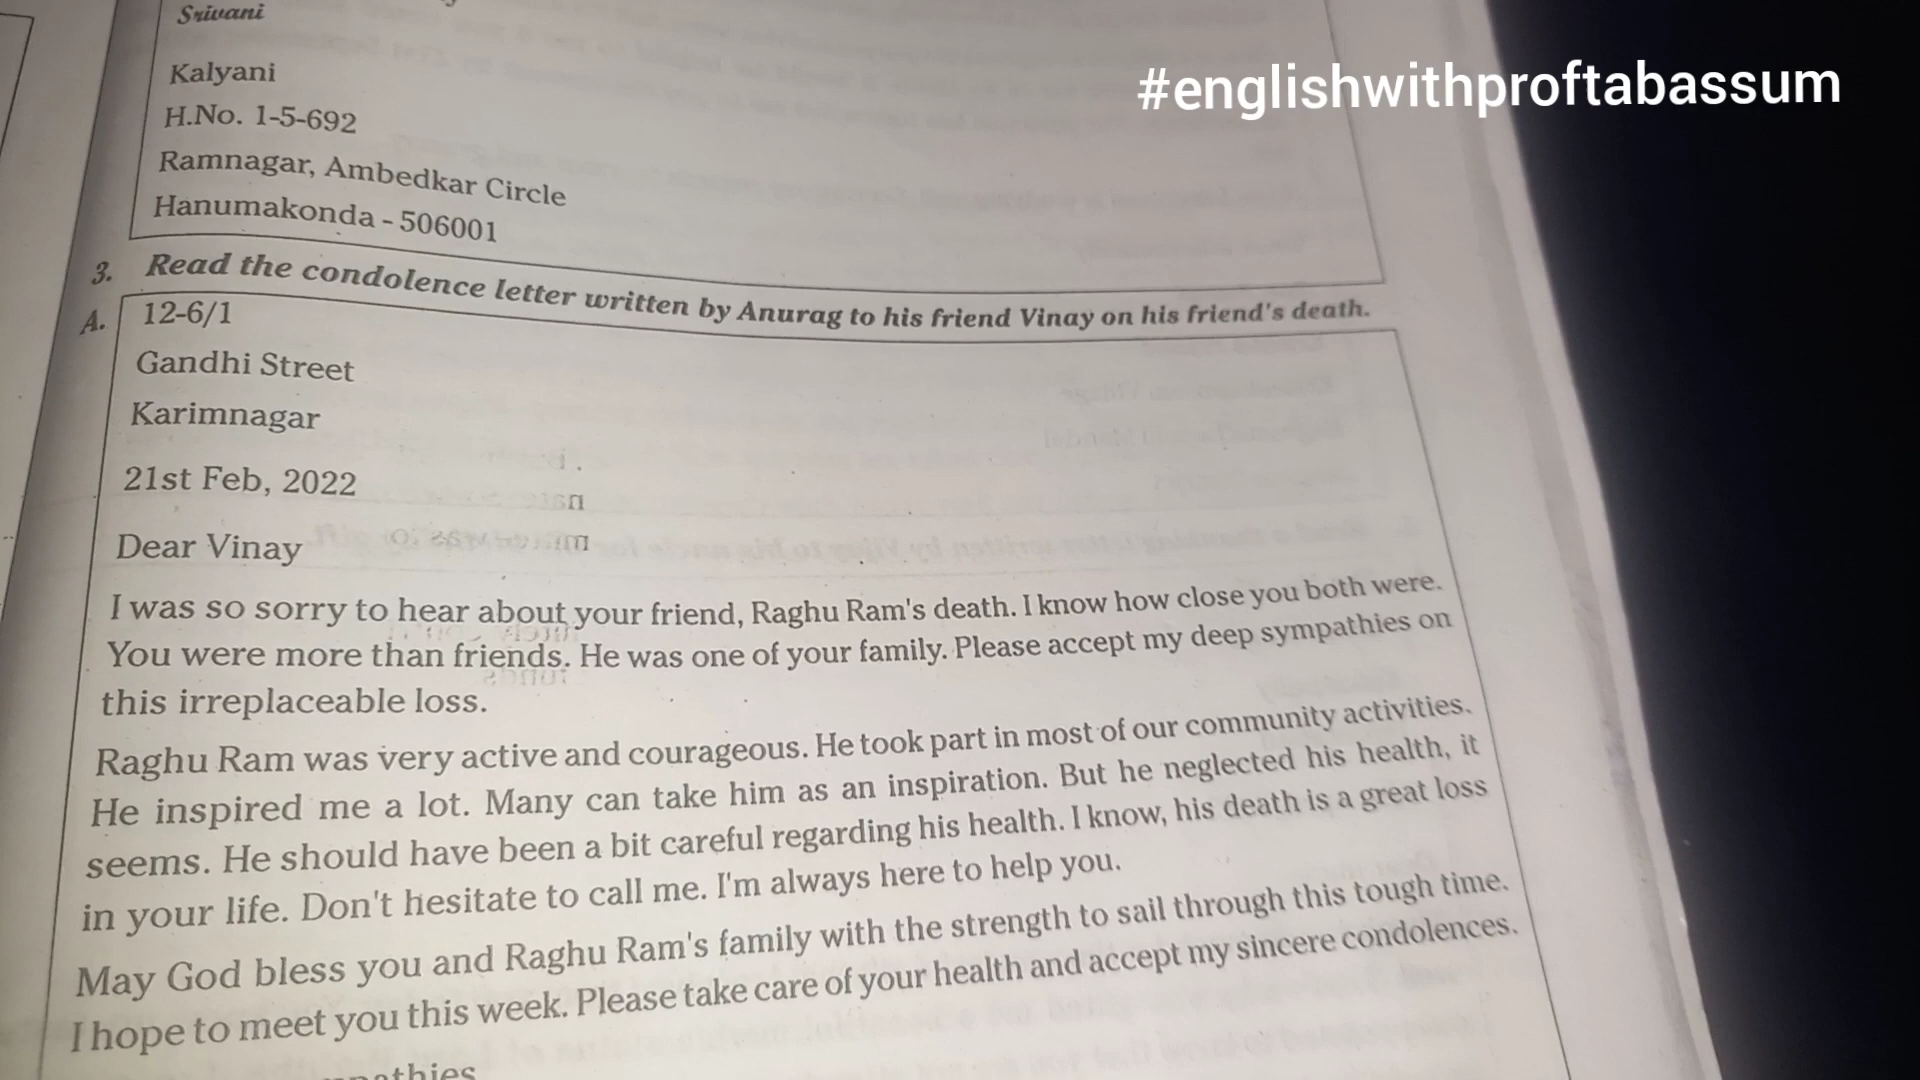 Srivani
Kalyani
H.No. 1-5-692
Ramnagar, Ambedkar Circle
Hanumakonda - 506001
#englishwithproftabassum
3. Read the condolence letter written by Anurag to his friend Vinay on his friend's death.
A. 12-6/1
Gandhi Street
Karimnagar
21st Feb, 2022
Dear Vinay
I was so sorry to hear about your friend, Raghu Ram's death. I know how close you both were.
You were more than friends. He was one of your family. Please accept my deep sympathies on
this irreplaceable loss.
Raghu Ram was very active and courageous. He took part in most of our community activities.
He inspired me a lot. Many can take him as an inspiration. But he neglected his health, it
seems. He should have been a bit careful regarding his health. I know, his death is a great loss
in your life. Don't hesitate to call me. I'm always here to help you.
May God bless you and Raghu Ram's family with the strength to sail through this tough time.
I hope to meet you this week. Please take care of your health and accept my sincere condolences.